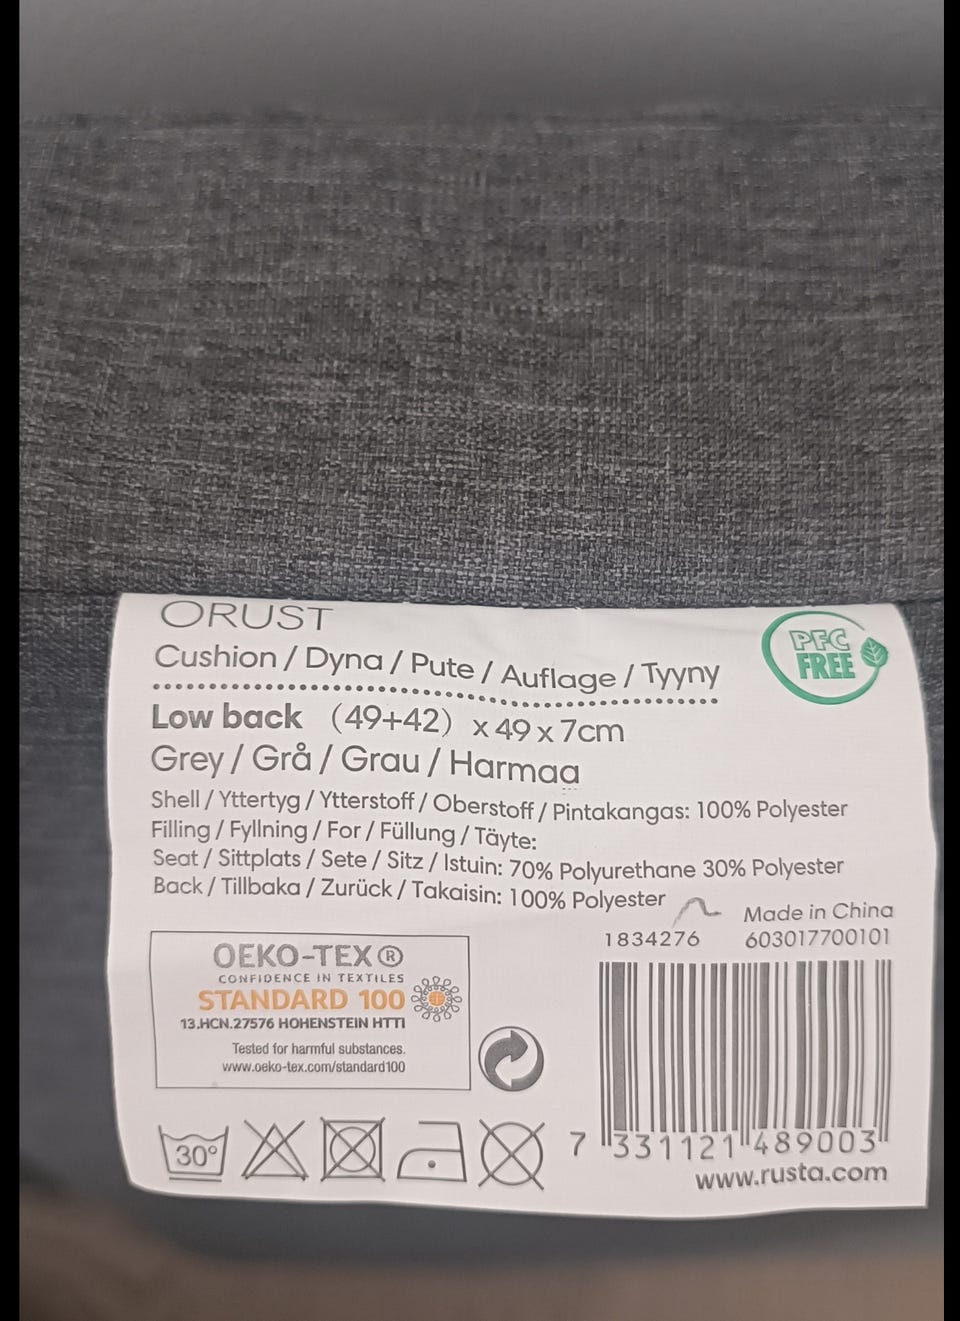 ORUST
Cushion / Dyna / Pute / Auflage / Tyyny
PFC
FREE
Low back (49+42) x 49 x 7cm
Grey / Grå / Grau / Harmaa
Shell / Yttertyg / Ytterstoff / Oberstoff / Pintakangas: 100% Polyester
Filling / Fyllning / For / Füllung / Täyte:
Seat / Sittplats / Sete / Sitz / Istuin: 70% Polyurethane 30% Polyester
Back / Tillbaka / Zurück / Takaisin: 100% Polyester
Made in China
1834276 603017700101
OEKO-TEX®
CONFIDENCE IN TEXTILES
STANDARD 100
13.HCN.27576 HOHENSTEIN HTTI
Tested for harmful substances.
www.oeko-tex.com/standard100
30°
7 331121 489003
www.rusta.com